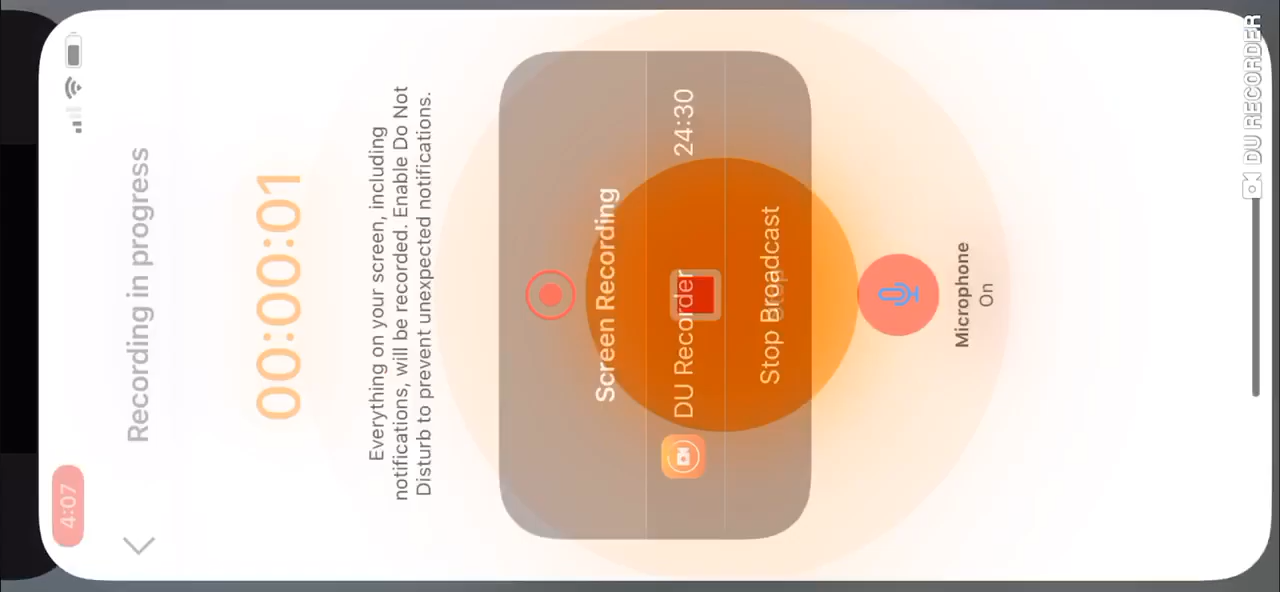 4:07
Recording in progress
00:00:01
Everything on your screen, including
notifications, will be recorded. Enable Do Not
Disturb to prevent unexpected notifications.
Screen Recording
DU Recorder 24:30
Stop Broadcast
Microphone
On
DU RECORDER